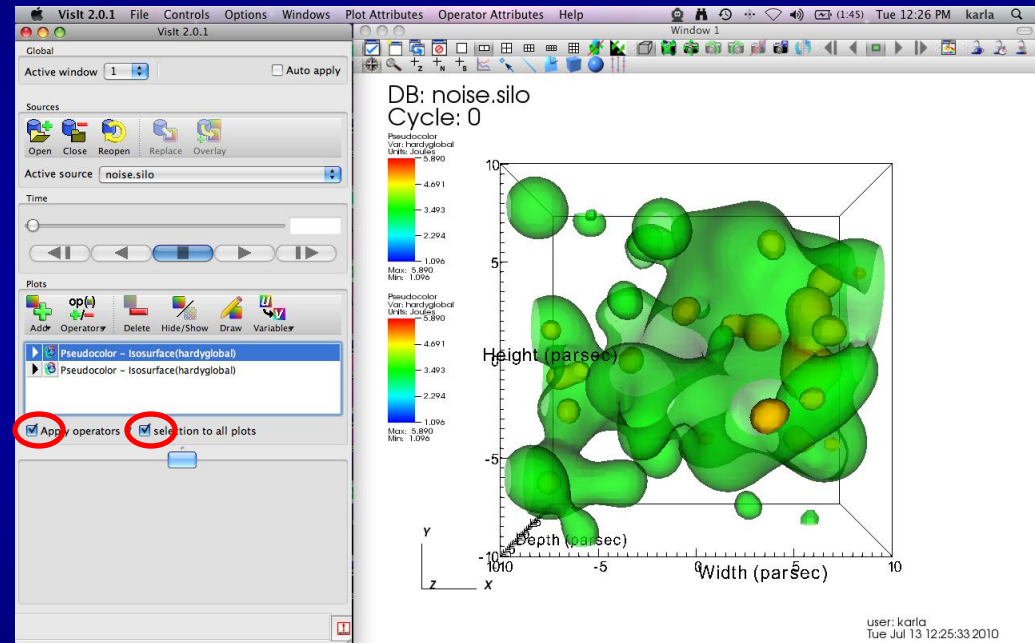 VisIt 2.0.1 File Controls Options Windows Plot Attributes Operator Attributes Help (1:45) Tue 12:26 PM karla
VisIt 2.0.1
Global
Active window 1 Auto apply
Sources
Open Close Reopen Replace Overlay
Active source noise.silo
Time
Plots
op(u)
+/-
Add Operators Delete Hide/Show Draw Variables
Pseudocolor - Isosurface(hardyglobal)
Pseudocolor - Isosurface(hardyglobal)
Apply operators selection to all plots
Window 1
DB: noise.silo
Cycle: 0
Pseudocolor
Var: hardyglobal
Units: Joules
5.890
4.691
3.493
2.294
1.096
Max: 5.890
Min: 1.096
Pseudocolor
Var: hardyglobal
Units: Joules
5.890
4.691
3.493
2.294
1.096
Max: 5.890
Min: 1.096
10
5
Height (parsec)
-5
-10
Depth (parsec)
-5 0 5 10
Width (parsec)
Y
Z X
user: karla
Tue Jul 13 12:25:33 2010